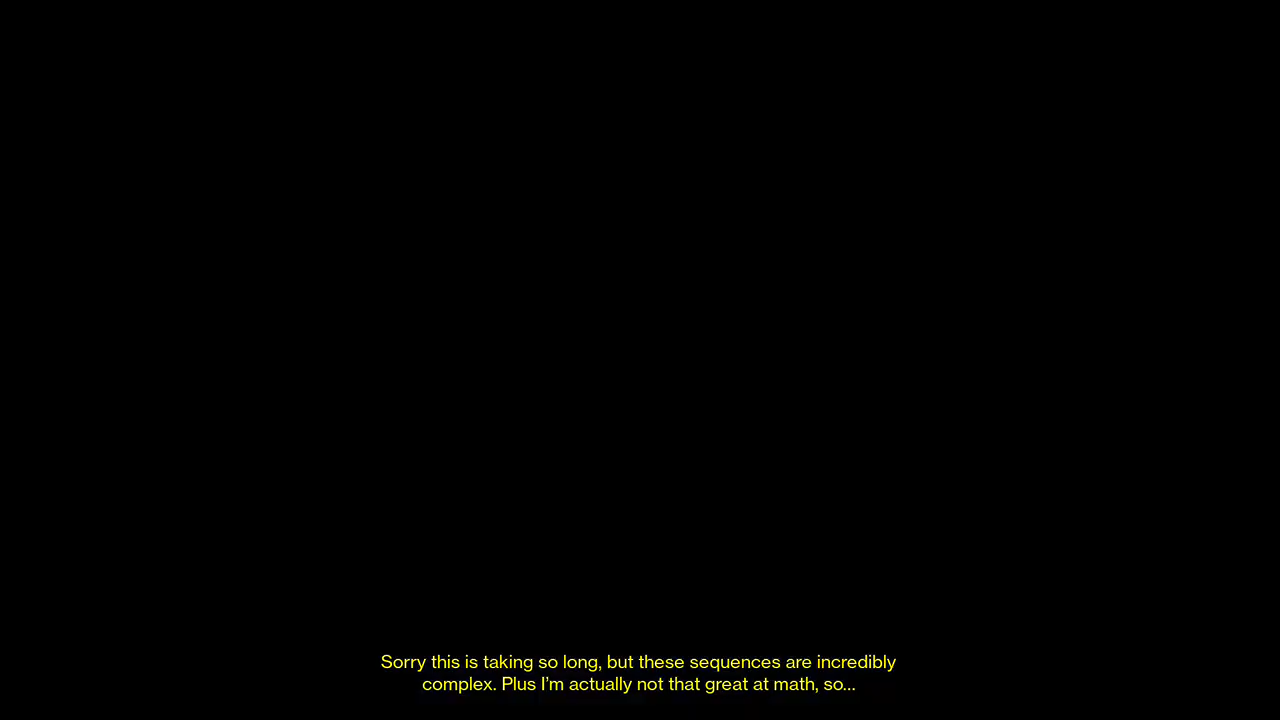 Sorry this is taking so long, but these sequences are incredibly
complex. Plus I’m actually not that great at math, so...